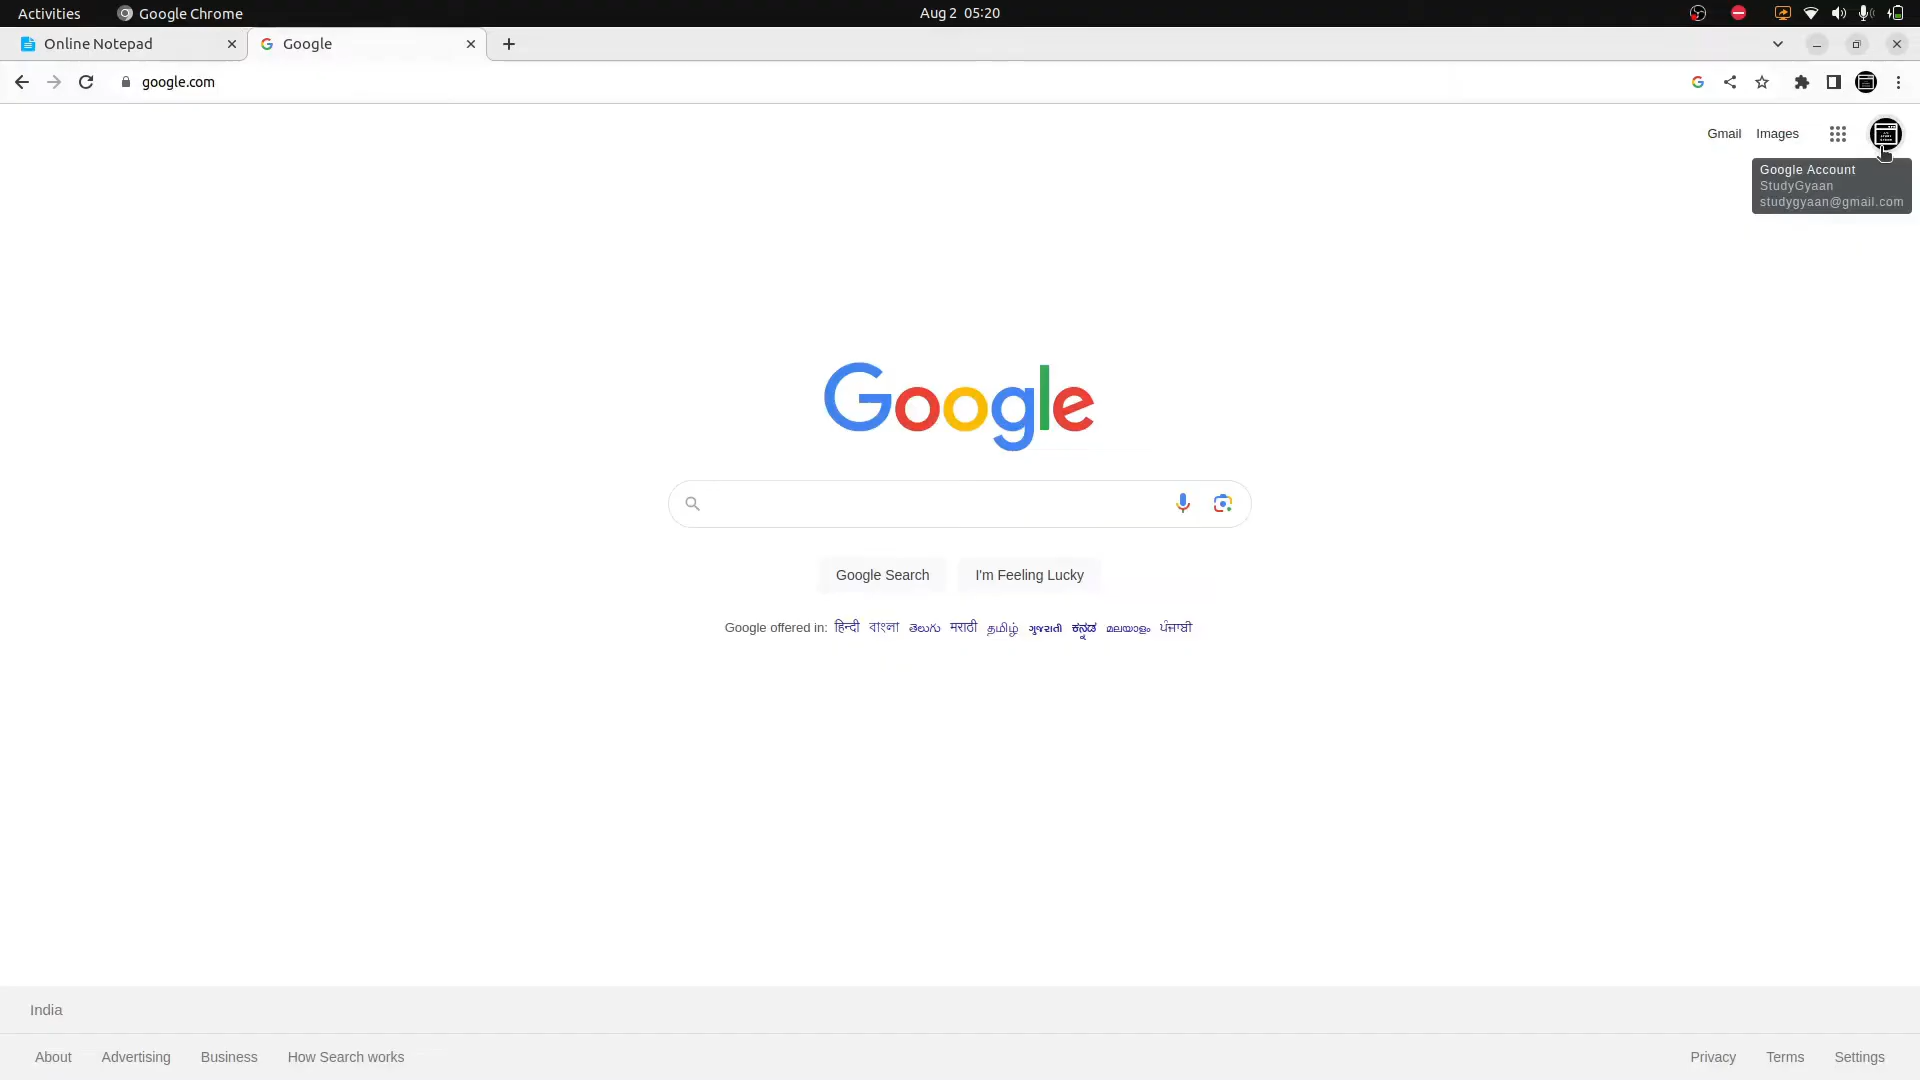 Activities Google Chrome Aug 2 05:20
Online Notepad Google
google.com
Gmail Images
Google Account
StudyGyaan
studygyaan@gmail.com
Google
Google Search I'm Feeling Lucky
Google offered in: हिन्दी বাংলা తెలుగు मराठी தமிழ் ગુજરાતી ಕನ್ನಡ മലയാളം ਪੰਜਾਬੀ
India
About Advertising Business How Search works Privacy Terms Settings